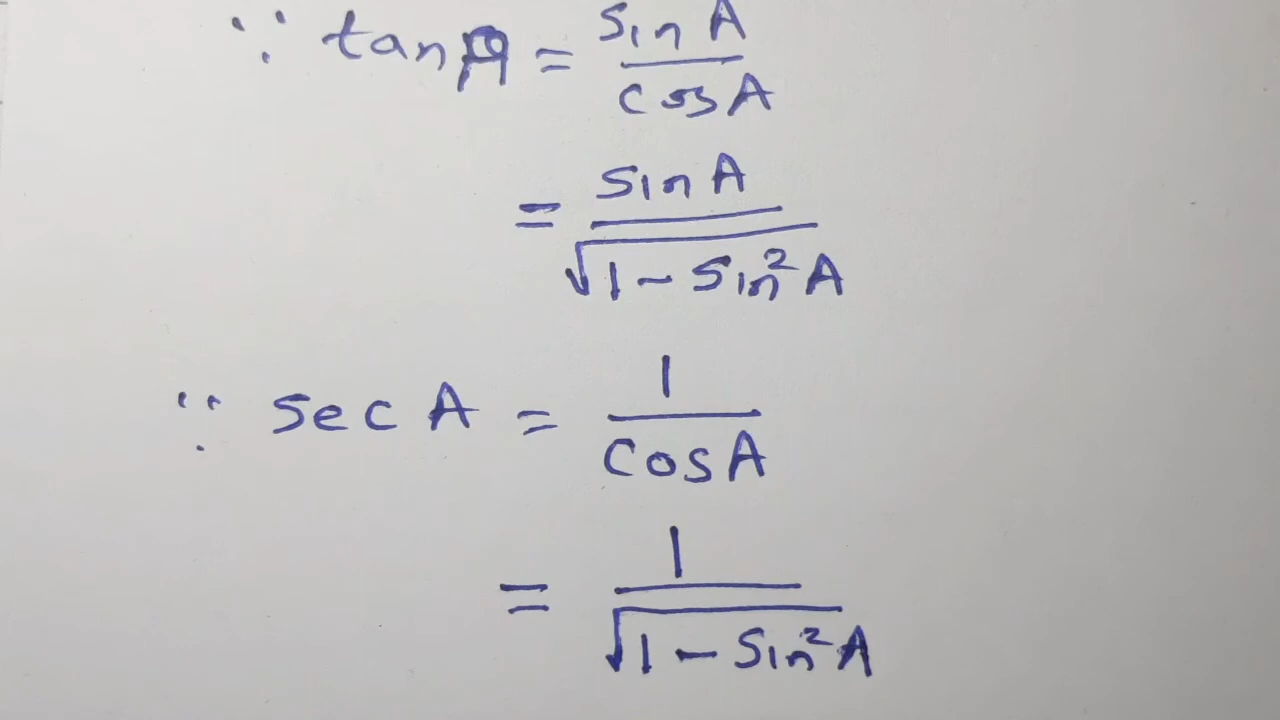 ∵ tan A = sin A / cos A
= sin A / √1 - sin²A
∵ sec A = 1 / cos A
= 1 / √1 - sin²A